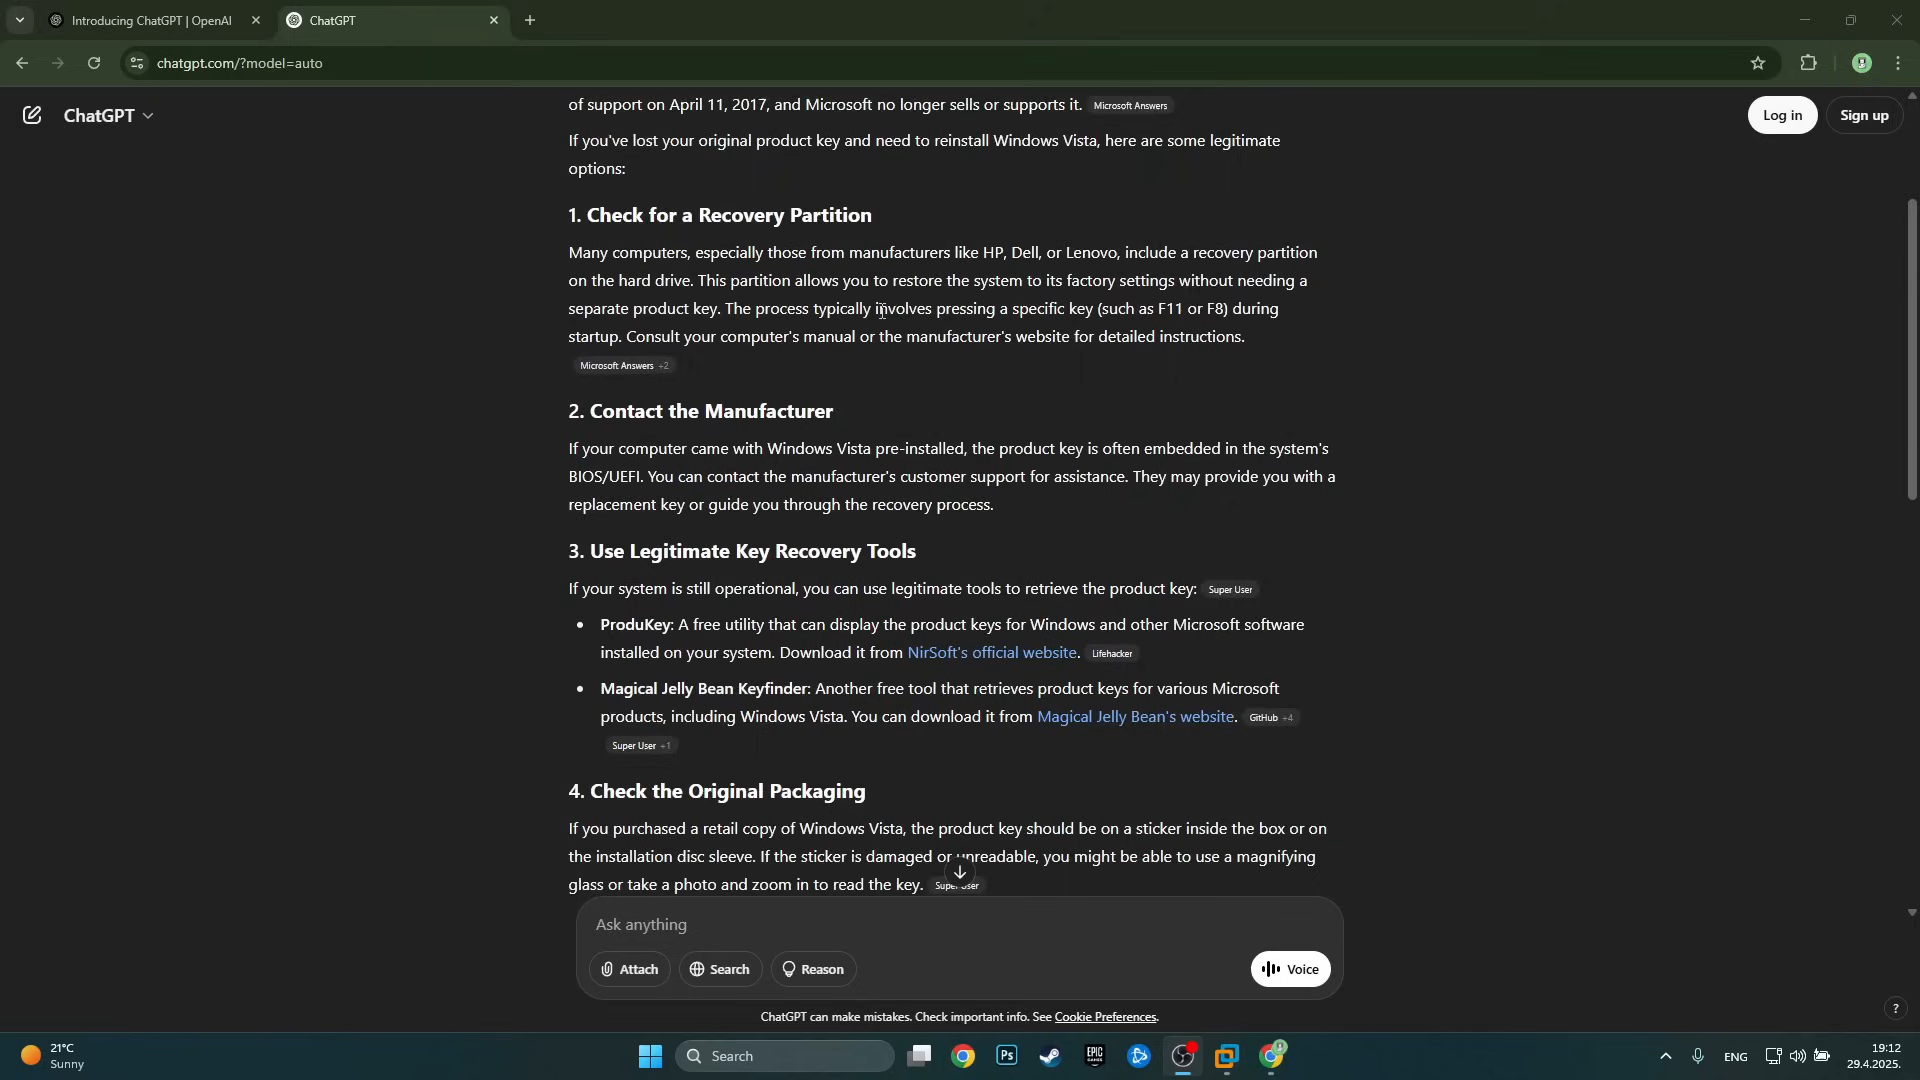 Introducing ChatGPT | OpenAI
ChatGPT
chatgpt.com/?model=auto
ChatGPT
Log in
Sign up
of support on April 11, 2017, and Microsoft no longer sells or supports it. Microsoft Answers
If you've lost your original product key and need to reinstall Windows Vista, here are some legitimate
options:
1. Check for a Recovery Partition
Many computers, especially those from manufacturers like HP, Dell, or Lenovo, include a recovery partition
on the hard drive. This partition allows you to restore the system to its factory settings without needing a
separate product key. The process typically involves pressing a specific key (such as F11 or F8) during
startup. Consult your computer's manual or the manufacturer's website for detailed instructions.
Microsoft Answers +2
2. Contact the Manufacturer
If your computer came with Windows Vista pre-installed, the product key is often embedded in the system's
BIOS/UEFI. You can contact the manufacturer's customer support for assistance. They may provide you with a
replacement key or guide you through the recovery process.
3. Use Legitimate Key Recovery Tools
If your system is still operational, you can use legitimate tools to retrieve the product key: Super User
• ProduKey: A free utility that can display the product keys for Windows and other Microsoft software
installed on your system. Download it from NirSoft's official website. Lifehacker
• Magical Jelly Bean Keyfinder: Another free tool that retrieves product keys for various Microsoft
products, including Windows Vista. You can download it from Magical Jelly Bean's website. GitHub +4
Super User +1
4. Check the Original Packaging
If you purchased a retail copy of Windows Vista, the product key should be on a sticker inside the box or on
the installation disc sleeve. If the sticker is damaged or unreadable, you might be able to use a magnifying
glass or take a photo and zoom in to read the key. Super User
Ask anything
Attach
Search
Reason
Voice
ChatGPT can make mistakes. Check important info. See Cookie Preferences.
?
21°C
Sunny
Search
Ps
EPIC
GAMES
ENG
19:12
29.4.2025.